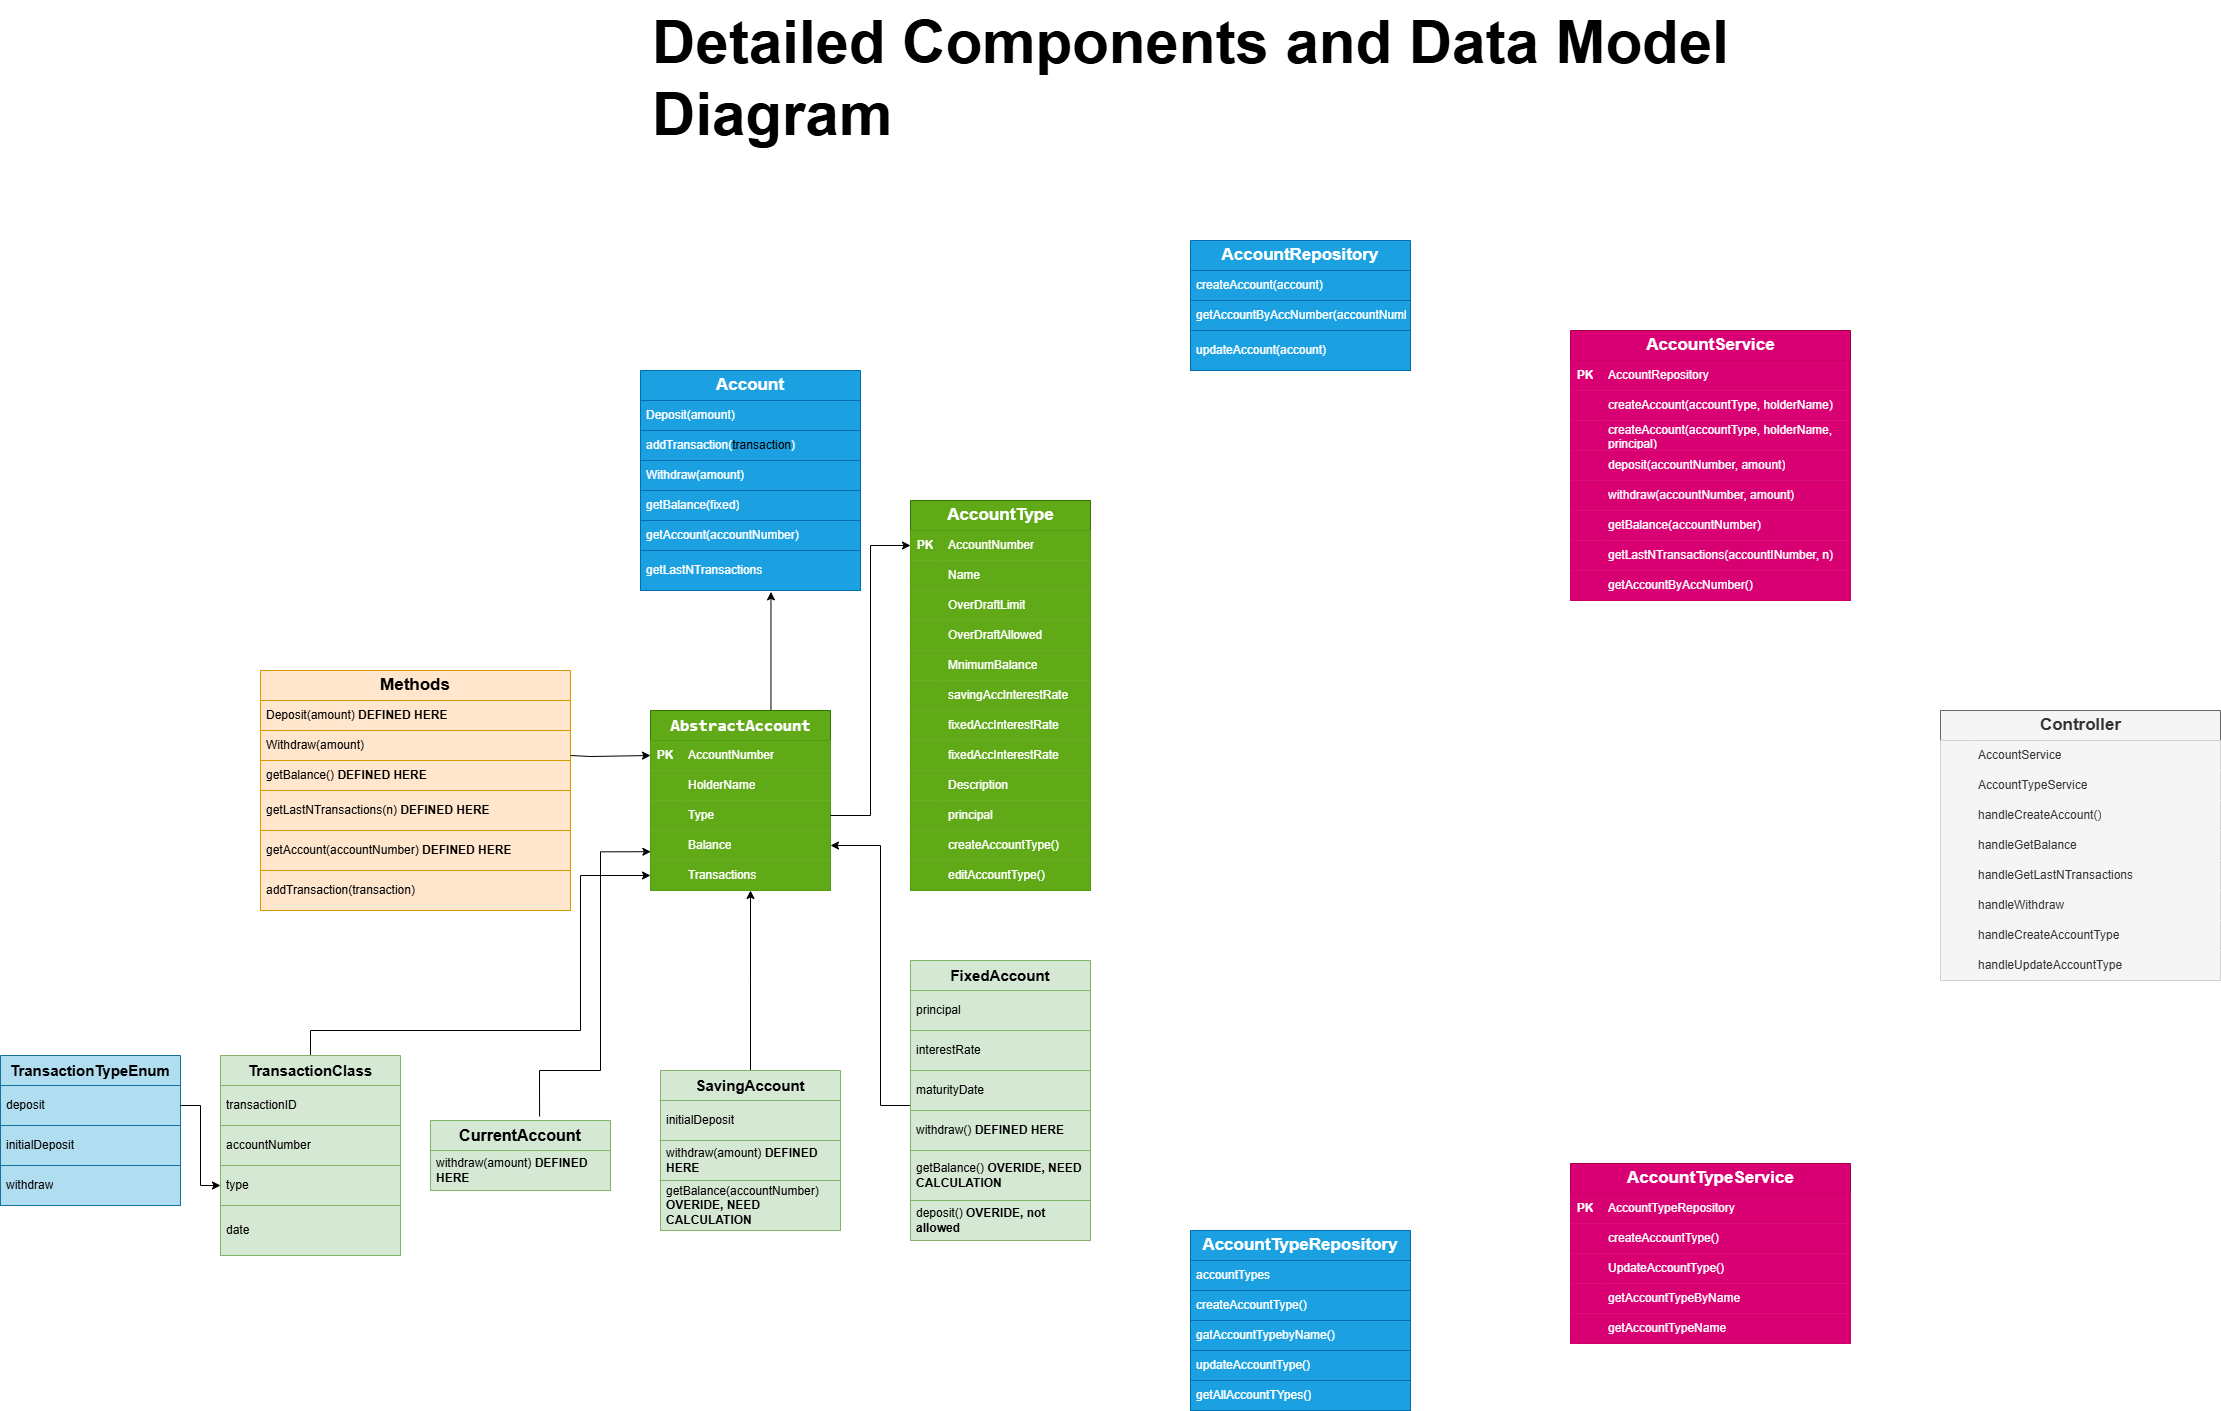 Detailed Components and Data Model
Diagram
AccountRepository
createAccount(account)
getAccountByAccNumber(accountNuml
updateAccount(account)
AccountService
PK AccountRepository
createAccount(accountType, holderName)
createAccount(accountType, holderName,
principal)
deposit(accountNumber, amount)
withdraw(accountNumber, amount)
getBalance(accountNumber)
getLastNTransactions(accountINumber, n)
getAccountByAccNumber()
Account
Deposit(amount)
addTransaction(transaction)
Withdraw(amount)
getBalance(fixed)
getAccount(accountNumber)
getLastNTransactions
AccountType
PK AccountNumber
Name
OverDraftLimit
OverDraftAllowed
MnimumBalance
savingAccInterestRate
fixedAccInterestRate
fixedAccInterestRate
Description
principal
createAccountType()
editAccountType()
Methods
Deposit(amount) DEFINED HERE
Withdraw(amount)
getBalance() DEFINED HERE
getLastNTransactions(n) DEFINED HERE
getAccount(accountNumber) DEFINED HERE
addTransaction(transaction)
AbstractAccount
PK AccountNumber
HolderName
Type
Balance
Transactions
Controller
AccountService
AccountTypeService
handleCreateAccount()
handleGetBalance
handleGetLastNTransactions
handleWithdraw
handleCreateAccountType
handleUpdateAccountType
TransactionTypeEnum
deposit
initialDeposit
withdraw
TransactionClass
transactionID
accountNumber
type
date
CurrentAccount
withdraw(amount) DEFINED
HERE
SavingAccount
initialDeposit
withdraw(amount) DEFINED
HERE
getBalance(accountNumber)
OVERIDE, NEED
CALCULATION
FixedAccount
principal
interestRate
maturityDate
withdraw() DEFINED HERE
getBalance() OVERIDE, NEED
CALCULATION
deposit() OVERIDE, not
allowed
AccountTypeRepository
accountTypes
createAccountType()
gatAccountTypebyName()
updateAccountType()
getAllAccountTYpes()
AccountTypeService
PK AccountTypeRepository
createAccountType()
UpdateAccountType()
getAccountTypeByName
getAccountTypeName